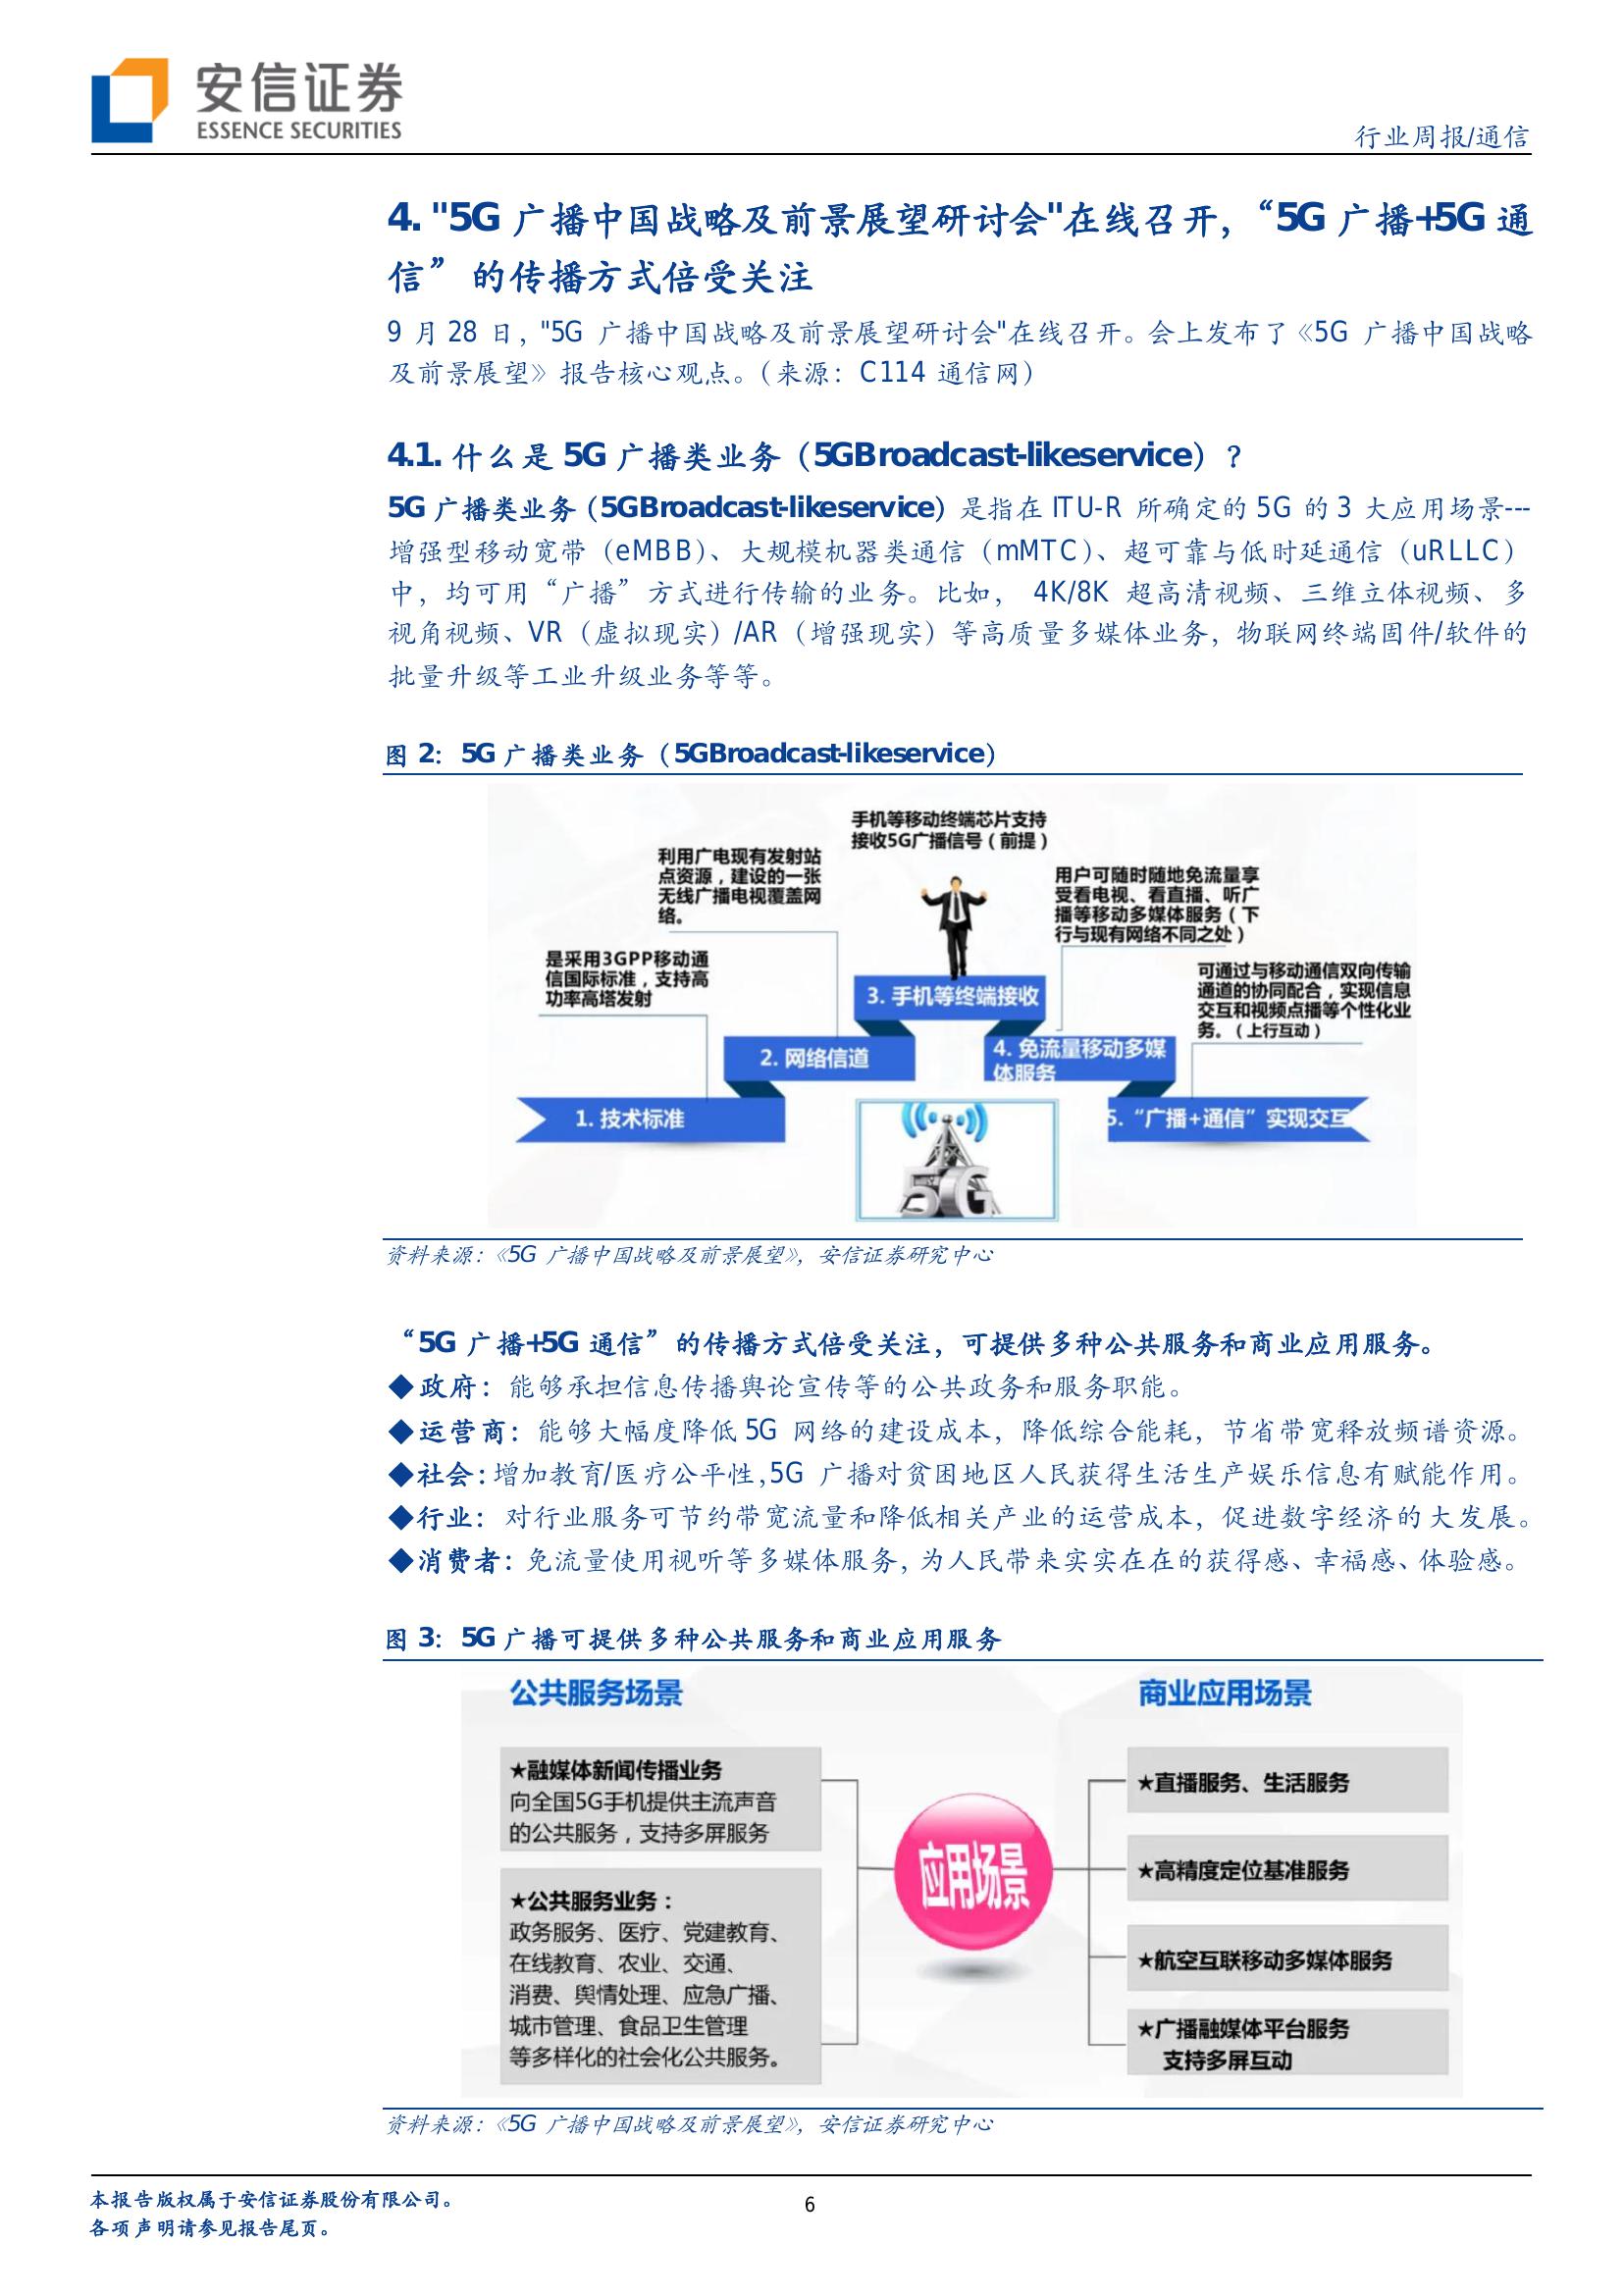 安信证券
ESSENCE SECURITIES
行业周报/通信
4. "5G 广播中国战略及前景展望研讨会"在线召开，“5G 广播+5G 通
信”的传播方式倍受关注
9 月 28 日，"5G 广播中国战略及前景展望研讨会"在线召开。会上发布了《5G 广播中国战略
及前景展望》报告核心观点。（来源：C114 通信网）
4.1. 什么是 5G 广播类业务（5GBroadcast-likeservice）？
5G 广播类业务（5GBroadcast-likeservice）是指在 ITU-R 所确定的 5G 的 3 大应用场景---
增强型移动宽带（eMBB）、大规模机器类通信（mMTC）、超可靠与低时延通信（uRLLC）
中，均可用“广播”方式进行传输的业务。比如， 4K/8K 超高清视频、三维立体视频、多
视角视频、VR（虚拟现实）/AR（增强现实）等高质量多媒体业务，物联网终端固件/软件的
批量升级等工业升级业务等等。
图 2：5G 广播类业务（5GBroadcast-likeservice）
手机等移动终端芯片支持
接收5G广播信号（前提）
利用广电现有发射站
点资源，建设的一张
无线广播电视覆盖网
络。
用户可随时随地免流量享
受看电视、看直播、听广
播等移动多媒体服务（下
行与现有网络不同之处）
是采用3GPP移动通
信国际标准，支持高
功率高塔发射
可通过与移动通信双向传输
通道的协同配合，实现信息
交互和视频点播等个性化业
务。（上行互动）
3. 手机等终端接收
2. 网络信道
4. 免流量移动多媒
体服务
1. 技术标准
5.“广播+通信”实现交互
5G
资料来源：《5G 广播中国战略及前景展望》，安信证券研究中心
“5G 广播+5G 通信”的传播方式倍受关注，可提供多种公共服务和商业应用服务。
◆政府：能够承担信息传播舆论宣传等的公共政务和服务职能。
◆运营商：能够大幅度降低 5G 网络的建设成本，降低综合能耗，节省带宽释放频谱资源。
◆社会：增加教育/医疗公平性，5G 广播对贫困地区人民获得生活生产娱乐信息有赋能作用。
◆行业：对行业服务可节约带宽流量和降低相关产业的运营成本，促进数字经济的大发展。
◆消费者：免流量使用视听等多媒体服务，为人民带来实实在在的获得感、幸福感、体验感。
图 3：5G 广播可提供多种公共服务和商业应用服务
公共服务场景
商业应用场景
★融媒体新闻传播业务
向全国5G手机提供主流声音
的公共服务，支持多屏服务
★公共服务业务：
政务服务、医疗、党建教育、
在线教育、农业、交通、
消费、舆情处理、应急广播、
城市管理、食品卫生管理
等多样化的社会化公共服务。
应用场景
★直播服务、生活服务
★高精度定位基准服务
★航空互联移动多媒体服务
★广播融媒体平台服务
支持多屏互动
资料来源：《5G 广播中国战略及前景展望》，安信证券研究中心
本报告版权属于安信证券股份有限公司。
各项声明请参见报告尾页。
6